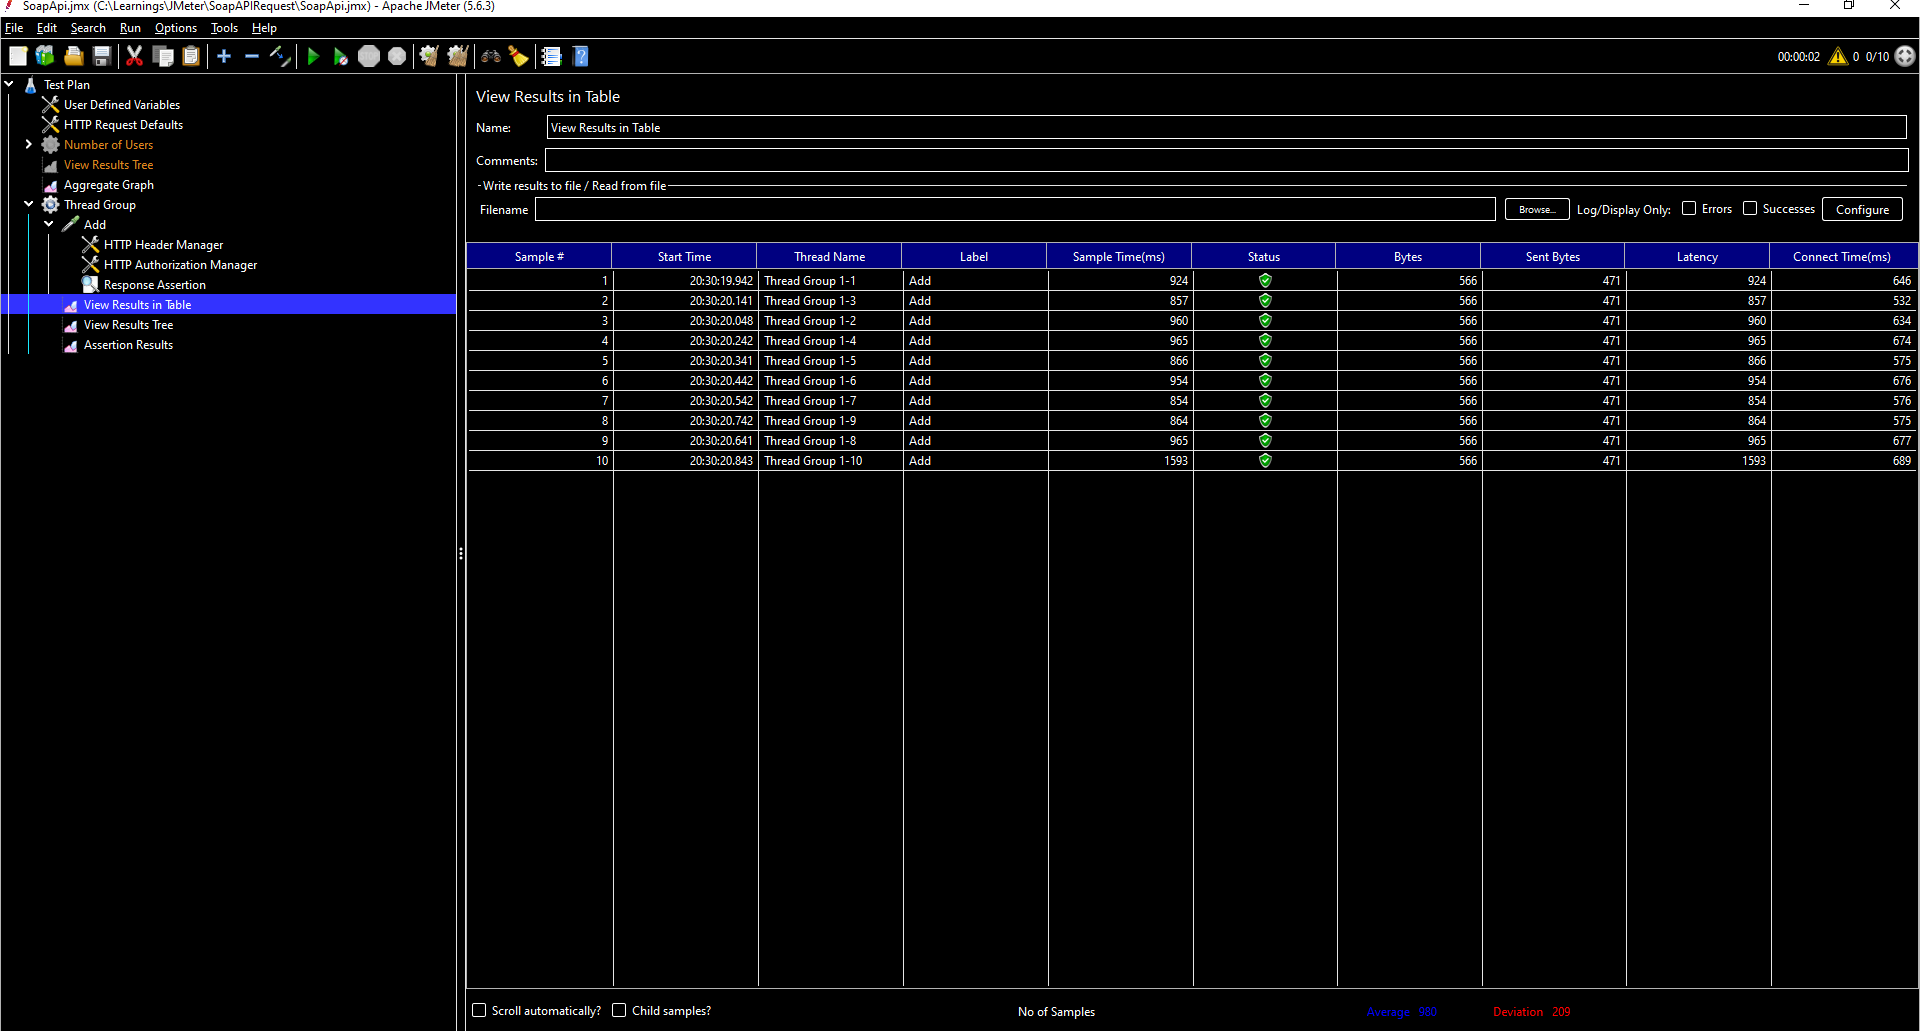 SoapApi.jmx (C:\Learnings\JMeter\SoapAPIRequest\SoapApi.jmx) - Apache JMeter (5.6.3)
File Edit Search Run Options Tools Help
00:00:02 0 0/10
Test Plan
User Defined Variables
HTTP Request Defaults
Number of Users
View Results Tree
Aggregate Graph
Thread Group
Add
HTTP Header Manager
HTTP Authorization Manager
Response Assertion
View Results in Table
View Results Tree
Assertion Results
View Results in Table
Name: View Results in Table
Comments:
Write results to file / Read from file
Filename Browse... Log/Display Only: Errors Successes Configure
Sample # Start Time Thread Name Label Sample Time(ms) Status Bytes Sent Bytes Latency Connect Time(ms)
1 20:30:19.942 Thread Group 1-1 Add 924 566 471 924 646
2 20:30:20.141 Thread Group 1-3 Add 857 566 471 857 532
3 20:30:20.048 Thread Group 1-2 Add 960 566 471 960 634
4 20:30:20.242 Thread Group 1-4 Add 965 566 471 965 674
5 20:30:20.341 Thread Group 1-5 Add 866 566 471 866 575
6 20:30:20.442 Thread Group 1-6 Add 954 566 471 954 676
7 20:30:20.542 Thread Group 1-7 Add 854 566 471 854 576
8 20:30:20.742 Thread Group 1-9 Add 864 566 471 864 575
9 20:30:20.641 Thread Group 1-8 Add 965 566 471 965 677
10 20:30:20.843 Thread Group 1-10 Add 1593 566 471 1593 689
Scroll automatically? Child samples? No of Samples Average 980 Deviation 209